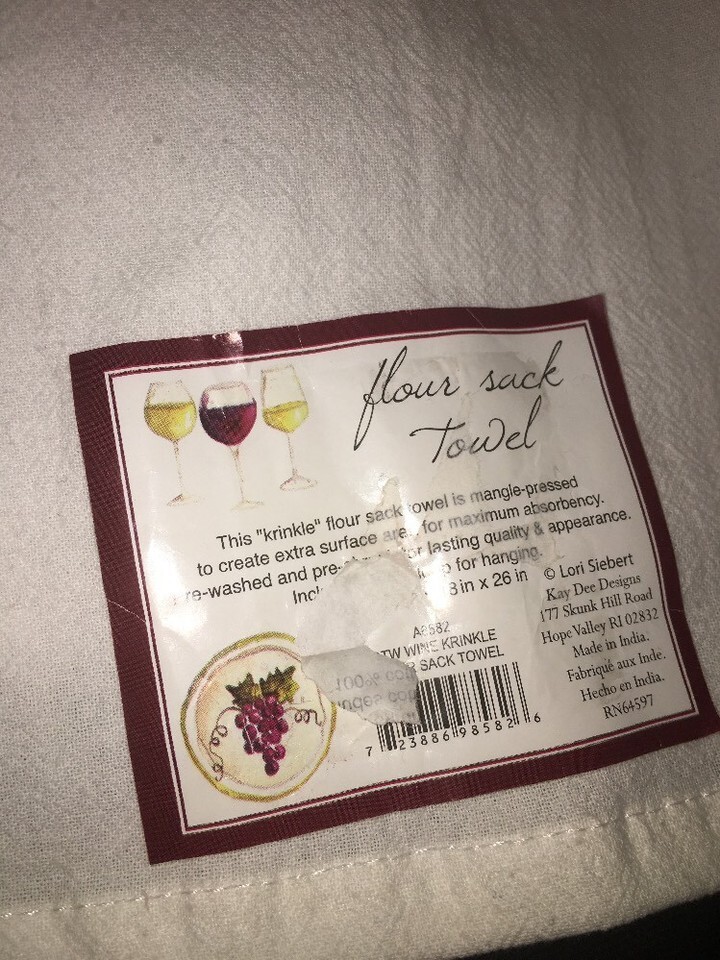 flour sack
towel
This "krinkle" flour sack towel is mangle-pressed
to create extra surface area for maximum absorbency.
re-washed and for lasting quality & appearance.
for hanging.
in x 26 in
© Lori Siebert
Kay Dee Designs
177 Skunk Hill Road
Hope Valley RI 02832
Made in India.
Fabriqué aux Inde.
Hecho en India.
RN64597
TW WINE KRINKLE
SACK TOWEL
100%
7 23886 98582 6